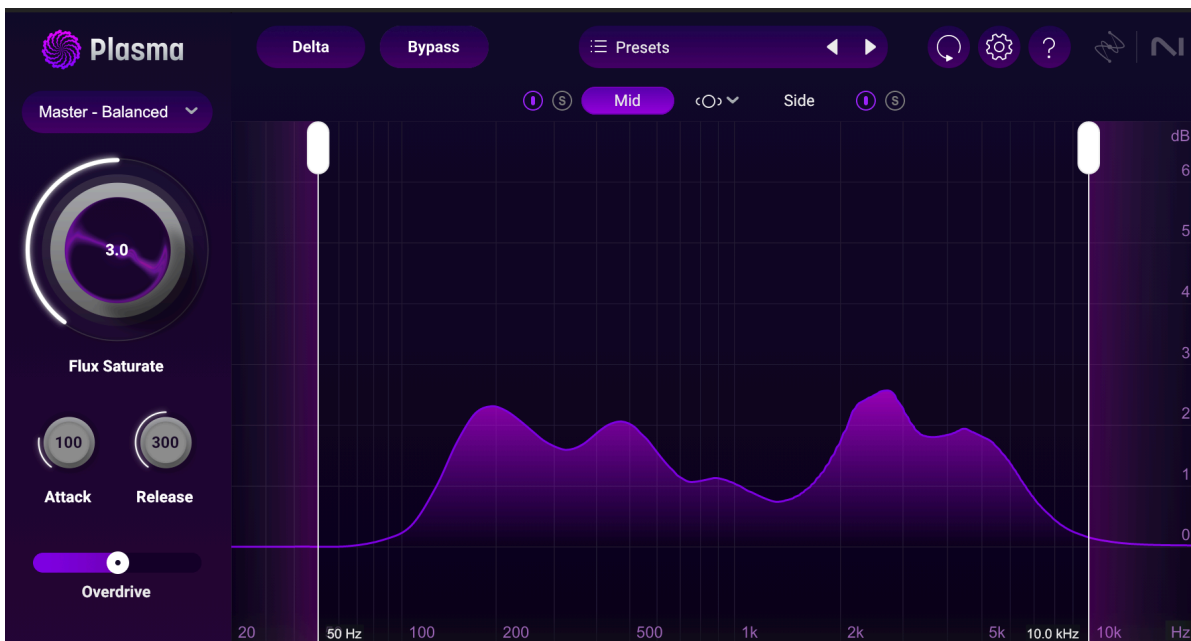 Plasma
Delta
Bypass
Presets
?
Master - Balanced
S
Mid
Side
S
dB
6
5
4
3
2
1
0
3.0
Flux Saturate
100
300
Attack
Release
Overdrive
20
50 Hz
100
200
500
1k
2k
5k
10.0 kHz
10k
Hz